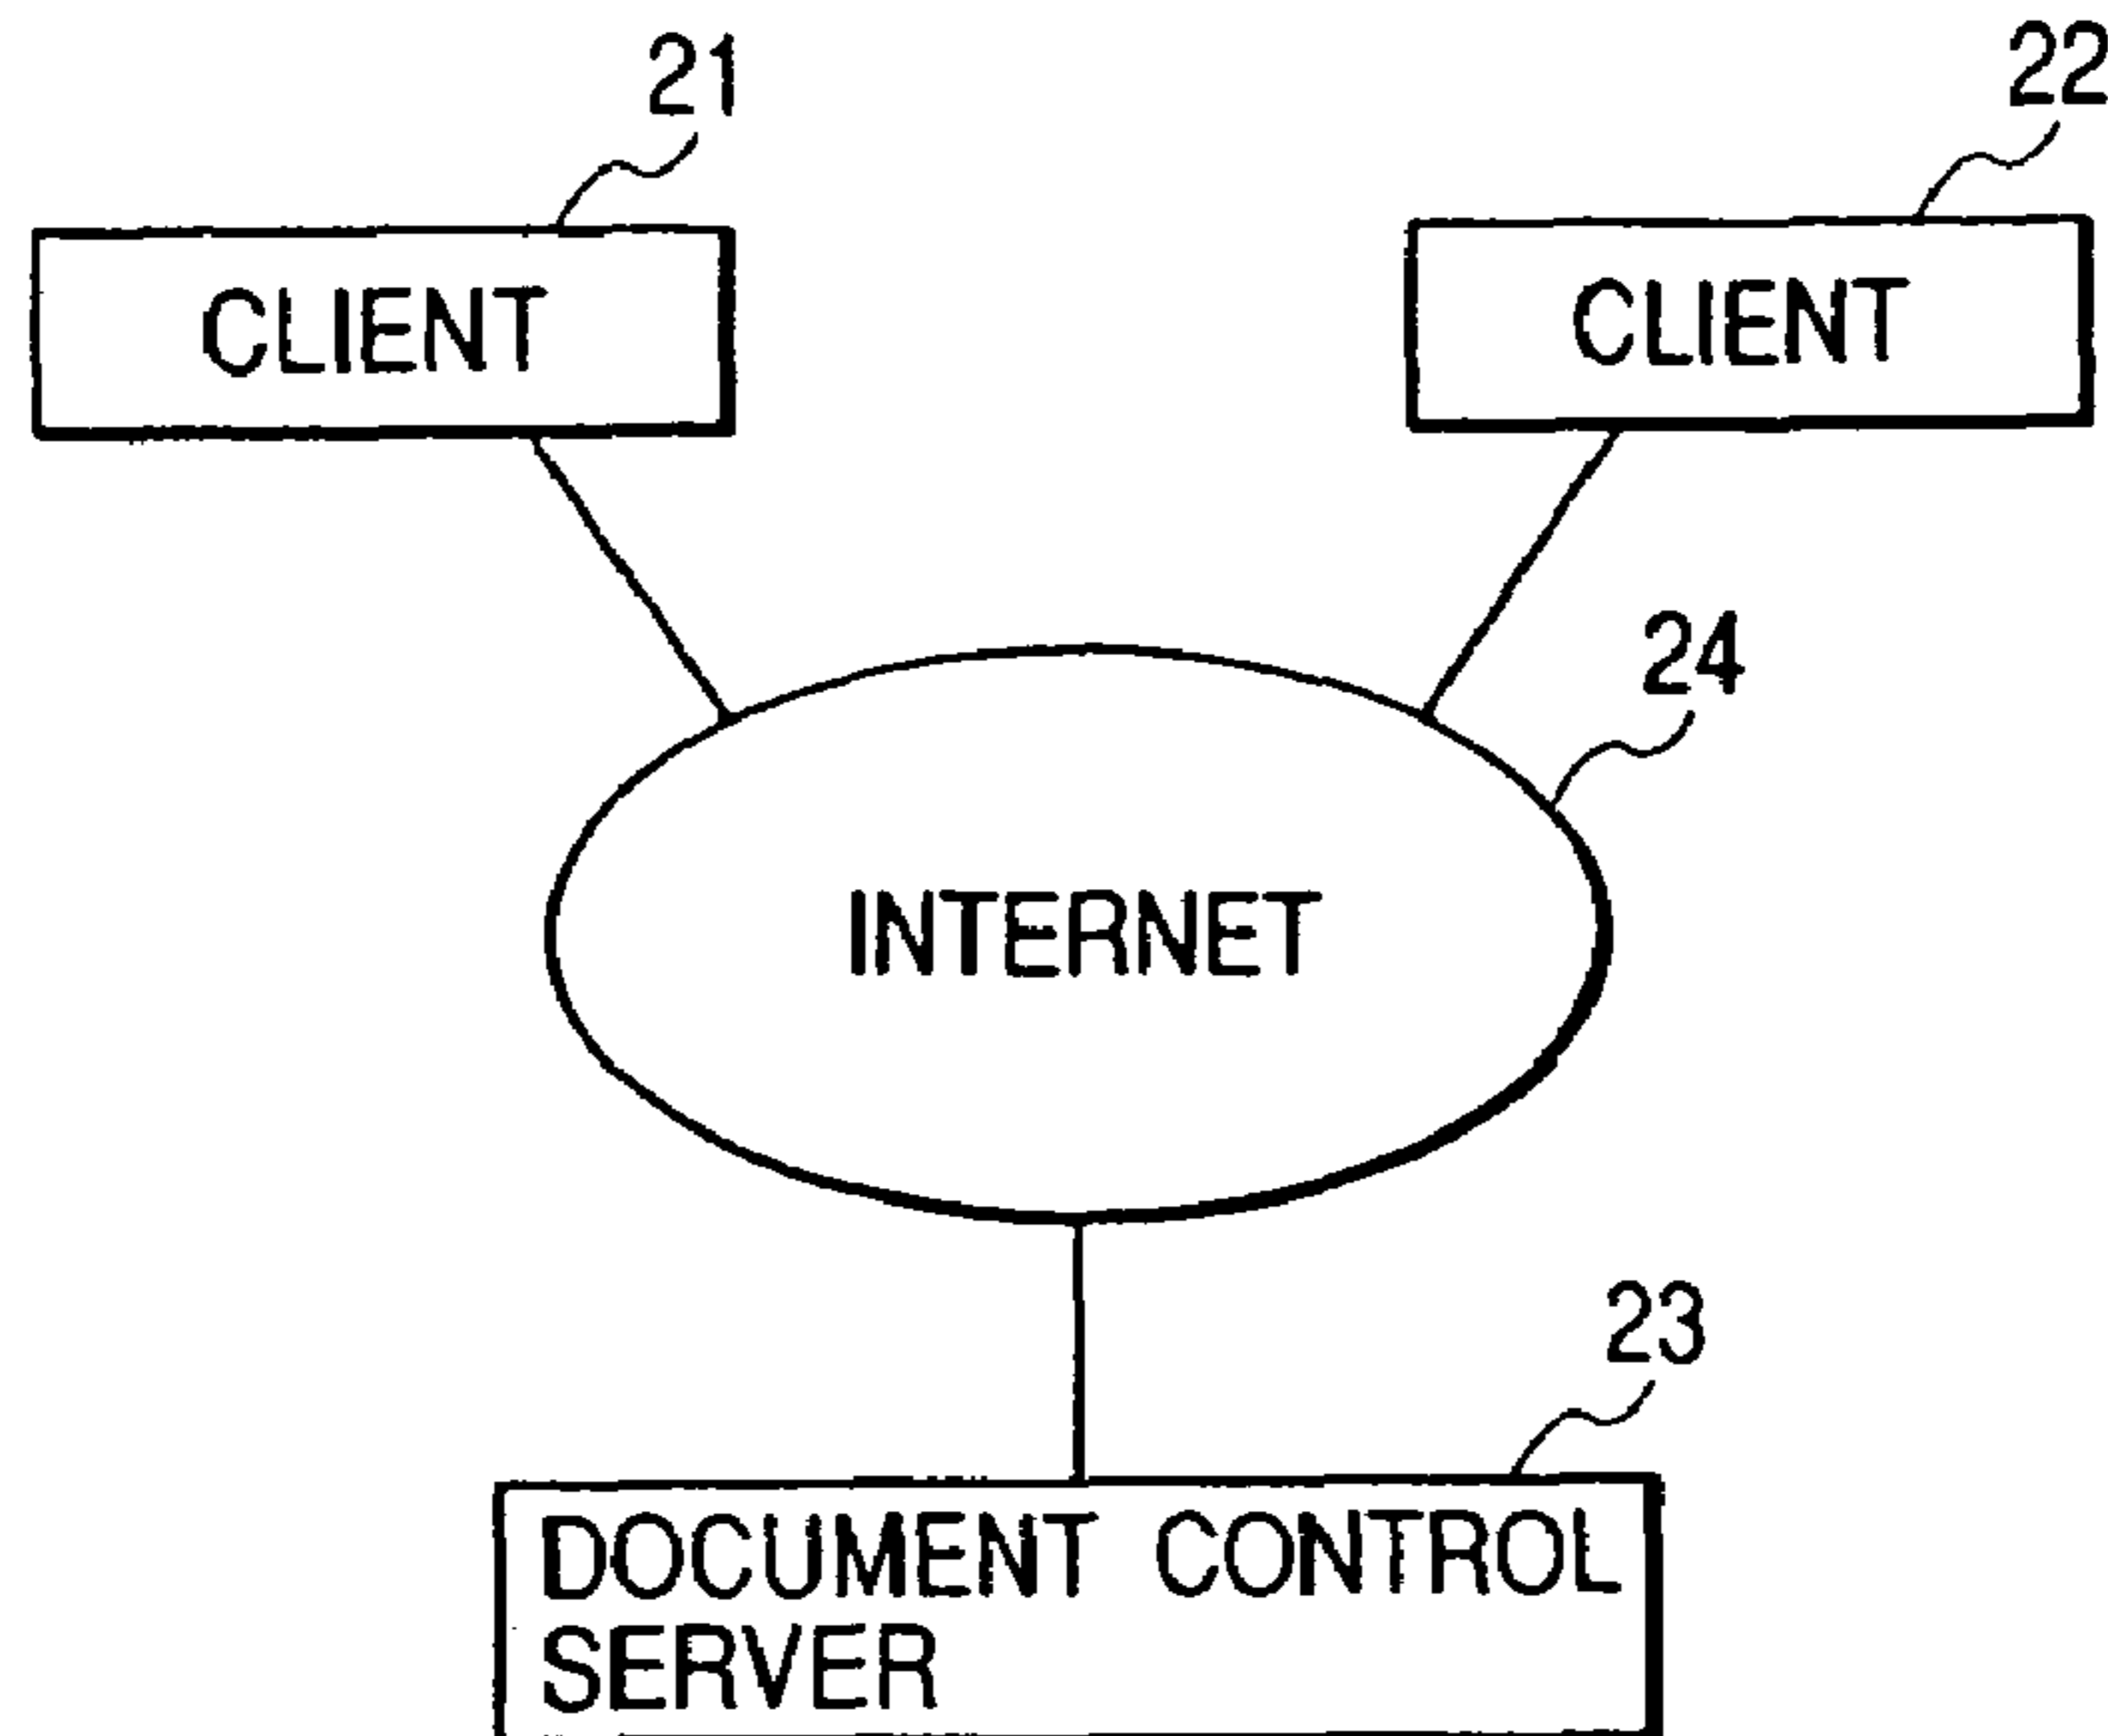 21
22
CLIENT
CLIENT
24
INTERNET
23
DOCUMENT CONTROL
SERVER